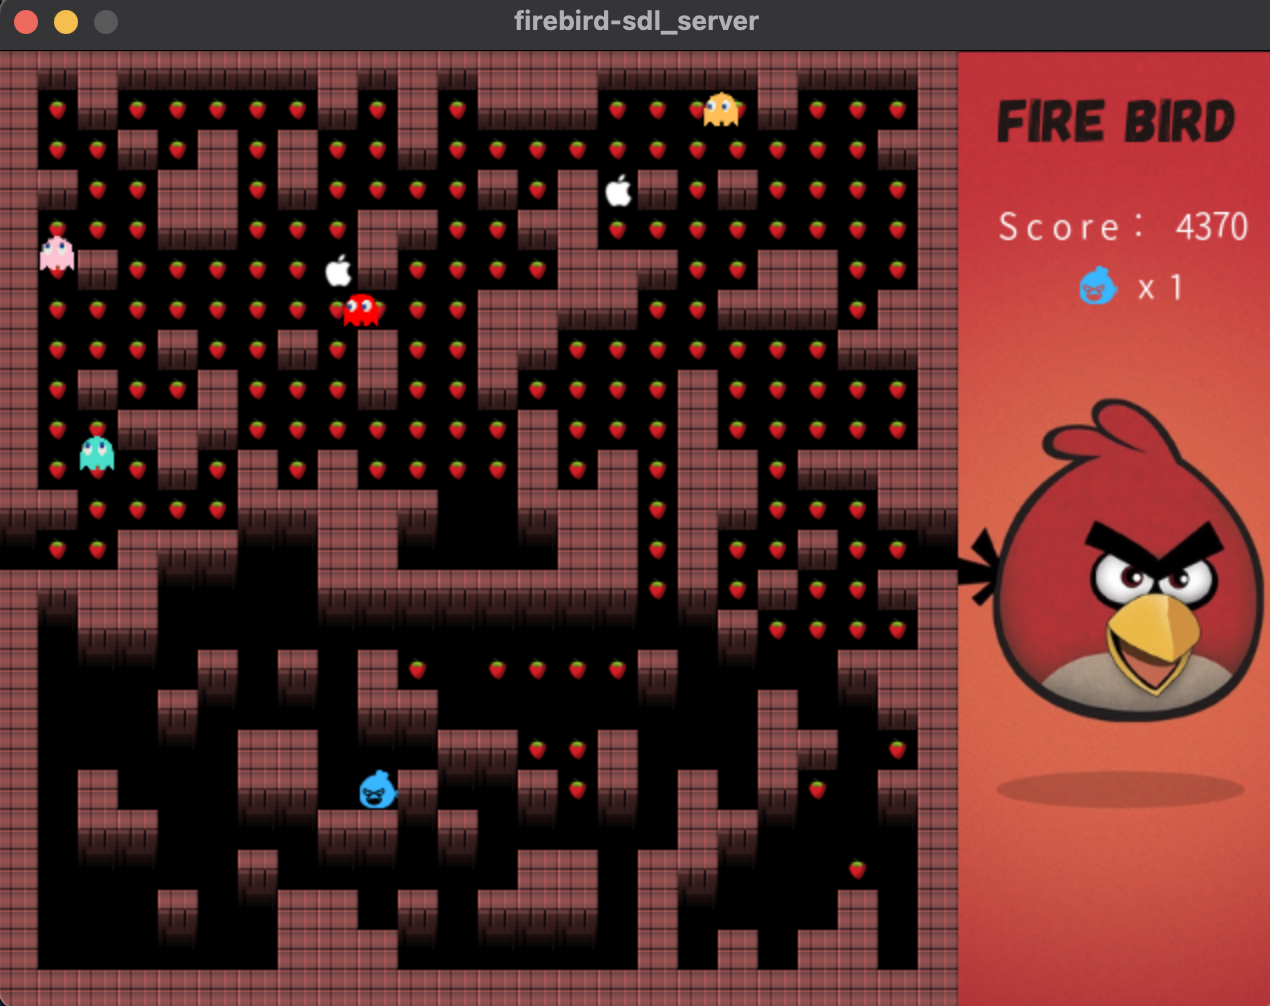 firebird-sdl_server
FIRE BIRD
Score： 4370
x 1